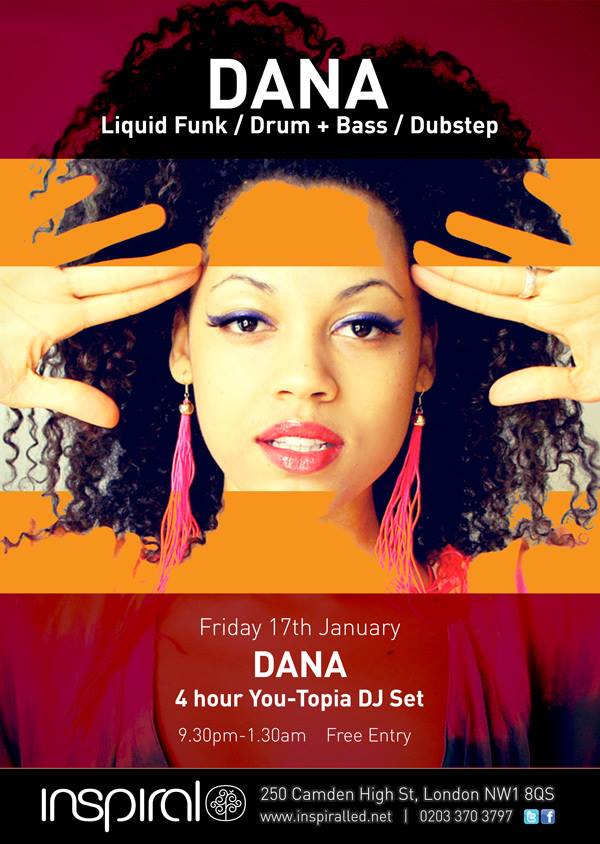 DANA
Liquid Funk / Drum + Bass / Dubstep
Friday 17th January
DANA
4 hour You-Topia DJ Set
9.30pm-1.30am Free Entry
inspiral
250 Camden High St, London NW1 8QS
www.inspiralled.net | 0203 370 3797